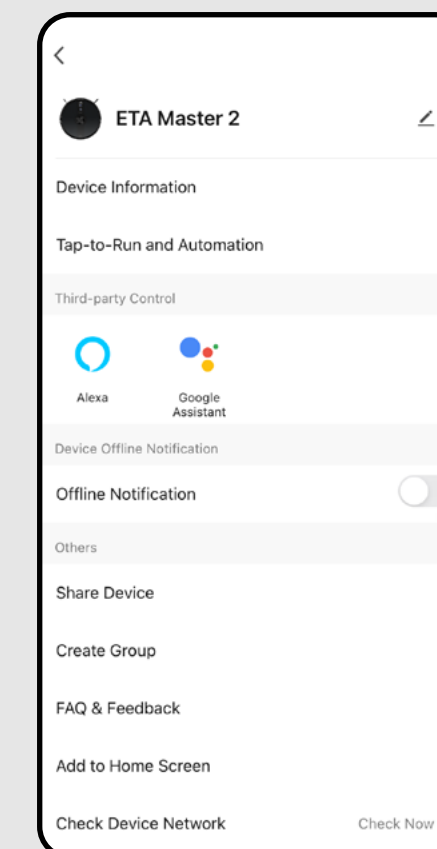 ETA Master 2
Device Information
Tap-to-Run and Automation
Third-party Control
Alexa
Google
Assistant
Device Offline Notification
Offline Notification
Others
Share Device
Create Group
FAQ & Feedback
Add to Home Screen
Check Device Network Check Now